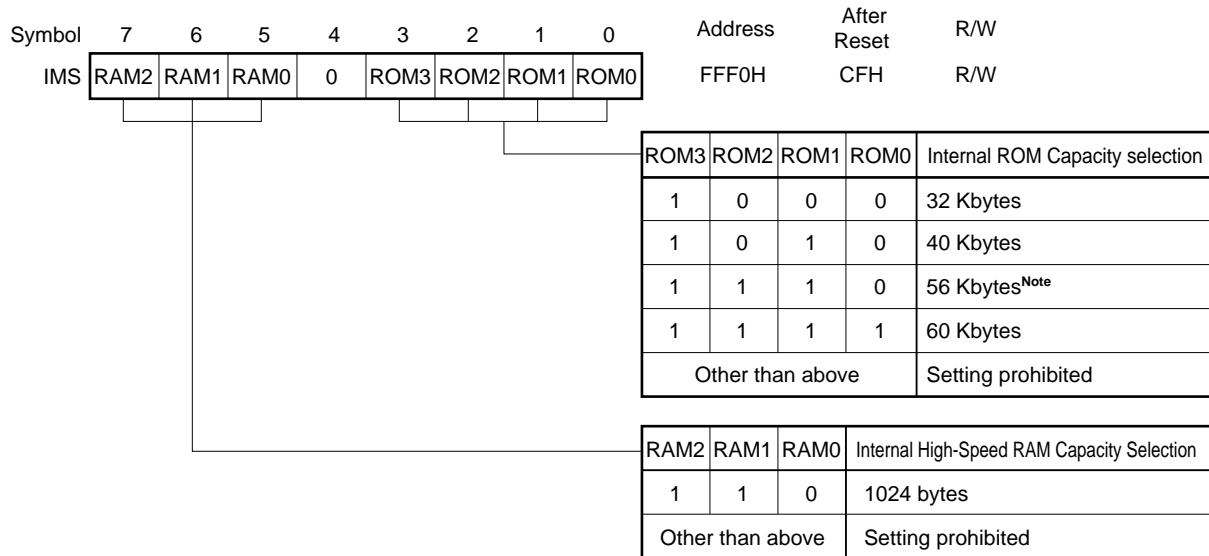 Symbol 7 6 5 4 3 2 1 0 Address After Reset R/W
IMS RAM2 RAM1 RAM0 0 ROM3 ROM2 ROM1 ROM0 FFF0H CFH R/W
ROM3 ROM2 ROM1 ROM0 Internal ROM Capacity selection
1 0 0 0 32 Kbytes
1 0 1 0 40 Kbytes
1 1 1 0 56 KbytesNote
1 1 1 1 60 Kbytes
Other than above Setting prohibited
RAM2 RAM1 RAM0 Internal High-Speed RAM Capacity Selection
1 1 0 1024 bytes
Other than above Setting prohibited